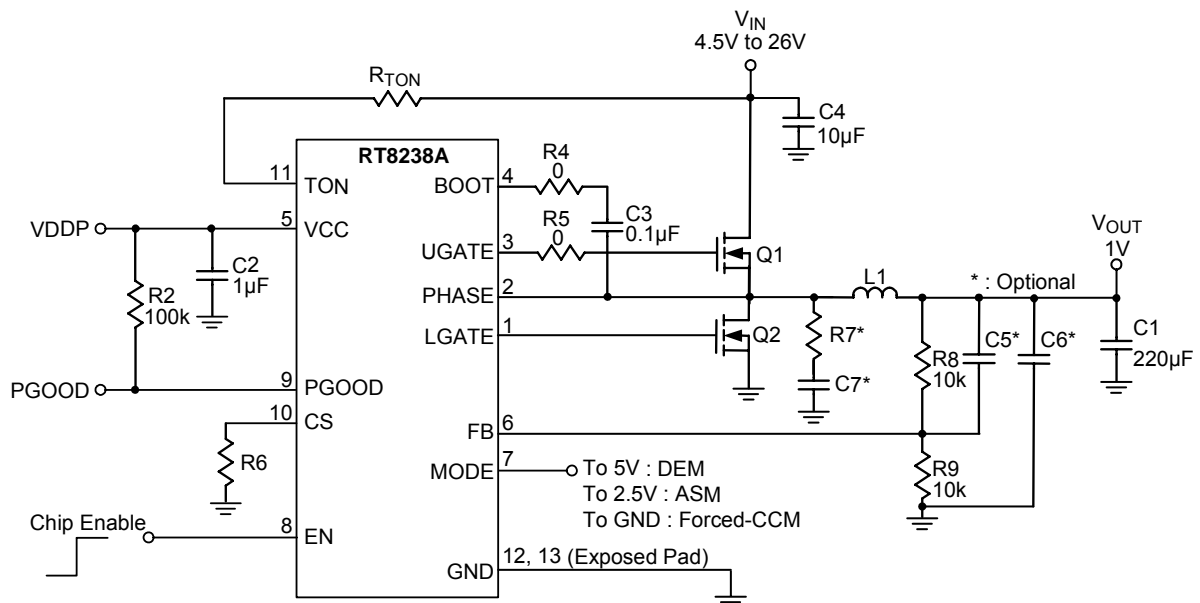 V_IN
4.5V to 26V
R_TON
C4
10µF
RT8238A
11
TON
BOOT
4
R4
0
C3
0.1µF
VDDP
5
VCC
UGATE
3
R5
0
Q1
V_OUT
1V
C2
1µF
R2
100k
PHASE
2
L1
* : Optional
LGATE
1
Q2
R7*
C7*
R8
10k
C5*
C6*
C1
220µF
PGOOD
9
PGOOD
10
CS
R6
FB
6
MODE
7
To 5V : DEM
To 2.5V : ASM
To GND : Forced-CCM
R9
10k
Chip Enable
8
EN
GND
12, 13 (Exposed Pad)